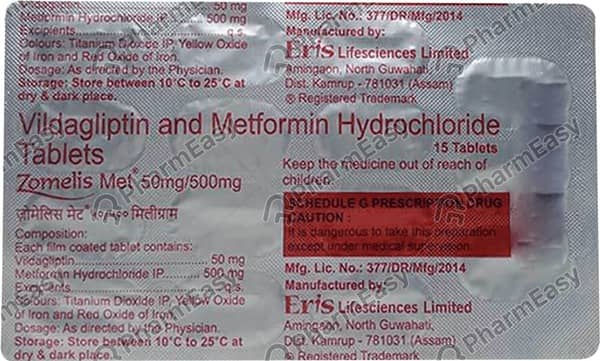 Vildagliptin 50 mg
Metformin Hydrochloride IP 500 mg
Excipients q.s.
Colours: Titanium Dioxide IP, Yellow Oxide
of Iron and Red Oxide of Iron.
Dosage: As directed by the Physician.
Storage: Store between 10°C to 25°C at
dry & dark place.
Mfg. Lic. No.: 377/DR/Mfg/2014
Manufactured by:
Eris Lifesciences Limited
Amingaon, North Guwahati,
Dist. Kamrup - 781031 (Assam)
® Registered Trademark
Vildagliptin and Metformin Hydrochloride
Tablets
15 Tablets
Zomelis Met® 50mg/500mg
ज़ोमेलिस मेट® ५०/५०० मिलीग्राम
Keep the medicine out of reach of
children.
SCHEDULE G PRESCRIPTION DRUG
CAUTION :
It is dangerous to take this preparation
except under medical supervision.
Composition:
Each film coated tablet contains:
Vildagliptin 50 mg
Metformin Hydrochloride IP 500 mg
Excipients q.s.
Colours: Titanium Dioxide IP, Yellow Oxide
of Iron and Red Oxide of Iron.
Dosage: As directed by the Physician.
Storage: Store between 10°C to 25°C at
dry & dark place.
Mfg. Lic. No.: 377/DR/Mfg/2014
Manufactured by:
Eris Lifesciences Limited
Amingaon, North Guwahati,
Dist. Kamrup - 781031 (Assam)
® Registered Trademark
PharmEasy